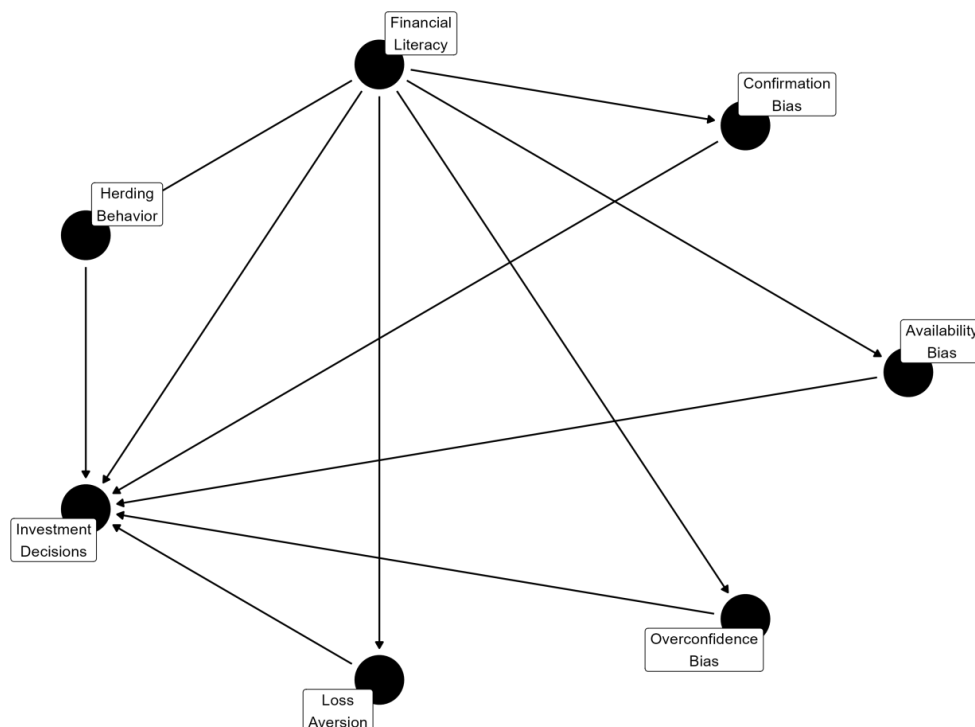 Financial
Literacy
Confirmation
Bias
Herding
Behavior
Availability
Bias
Investment
Decisions
Overconfidence
Bias
Loss
Aversion